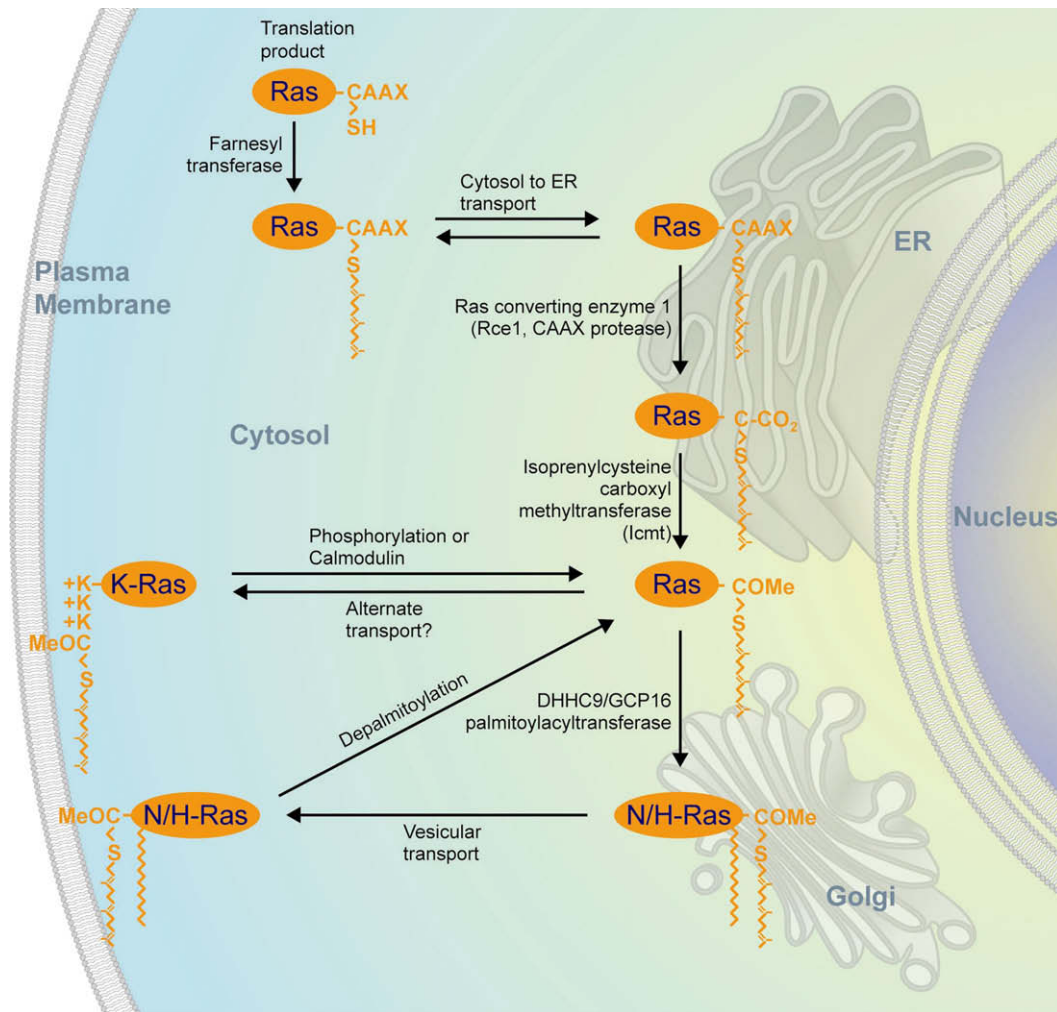 Translation
product
Ras
CAAX
SH
Farnesyl
transferase
Ras
CAAX
S
Cytosol to ER
transport
Ras
CAAX
S
ER
Plasma
Membrane
Ras converting enzyme 1
(Rce1, CAAX protease)
Ras
C-CO2
S
Cytosol
Isoprenylcysteine
carboxyl
methyltransferase
(Icmt)
Nucleus
Phosphorylation or
Calmodulin
+K
K-Ras
+K
+K
MeOC
S
Alternate
transport?
Ras
COMe
S
Depalmitoylation
DHHC9/GCP16
palmitoylacyltransferase
MeOC
N/H-Ras
S
Vesicular
transport
N/H-Ras
COMe
S
Golgi